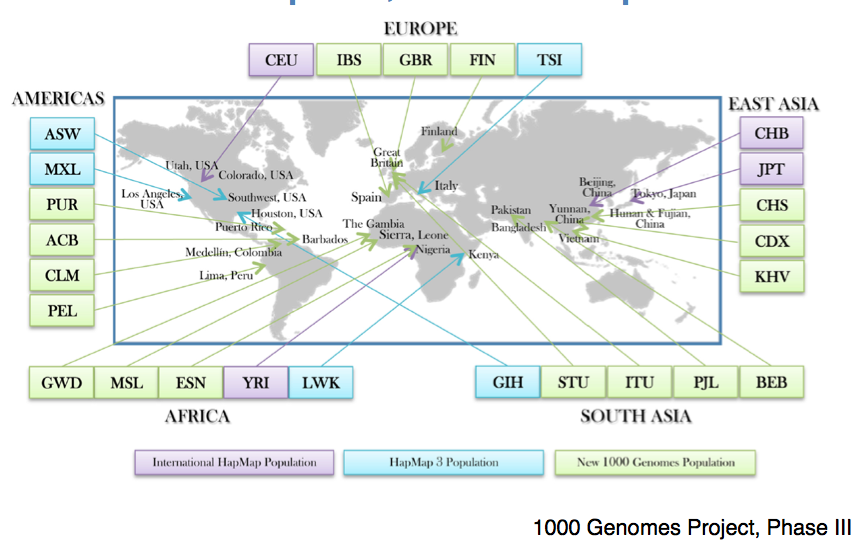 EUROPE
CEU IBS GBR FIN TSI
AMERICAS
ASW
MXL
PUR
ACB
CLM
PEL
EAST ASIA
CHB
JPT
CHS
CDX
KHV
Finland
Great
Britain
Utah, USA
Colorado, USA
Los Angeles,
USA
Southwest, USA
Spain
Italy
Beijing,
China
Tokyo, Japan
Houston, USA
Puerto Rico
Barbados
The Gambia
Sierra, Leone
Nigeria
Kenya
Pakistan
Bangladesh
Yunnan,
China
Hunan & Fujian,
China
Vietnam
Medellín, Colombia
Lima, Peru
GWD MSL ESN YRI LWK
AFRICA
GIH STU ITU PJL BEB
SOUTH ASIA
International HapMap Population
HapMap 3 Population
New 1000 Genomes Population
1000 Genomes Project, Phase III